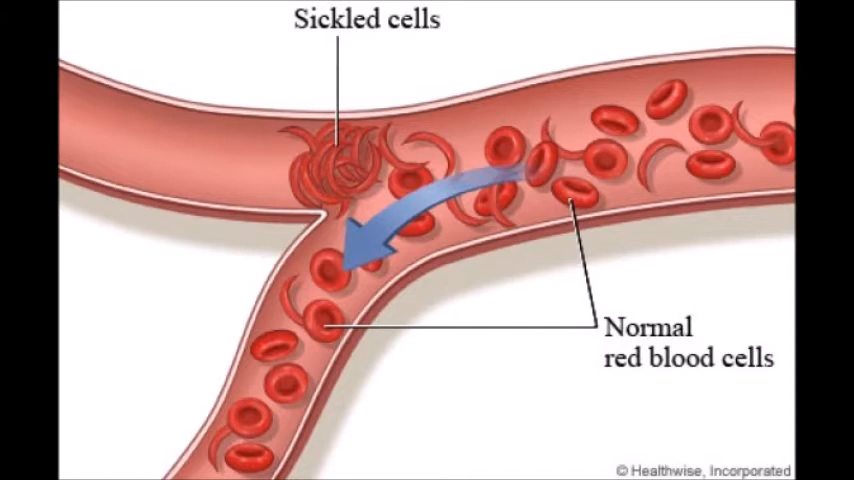 Sickled cells
Normal
red blood cells
© Healthwise, Incorporated